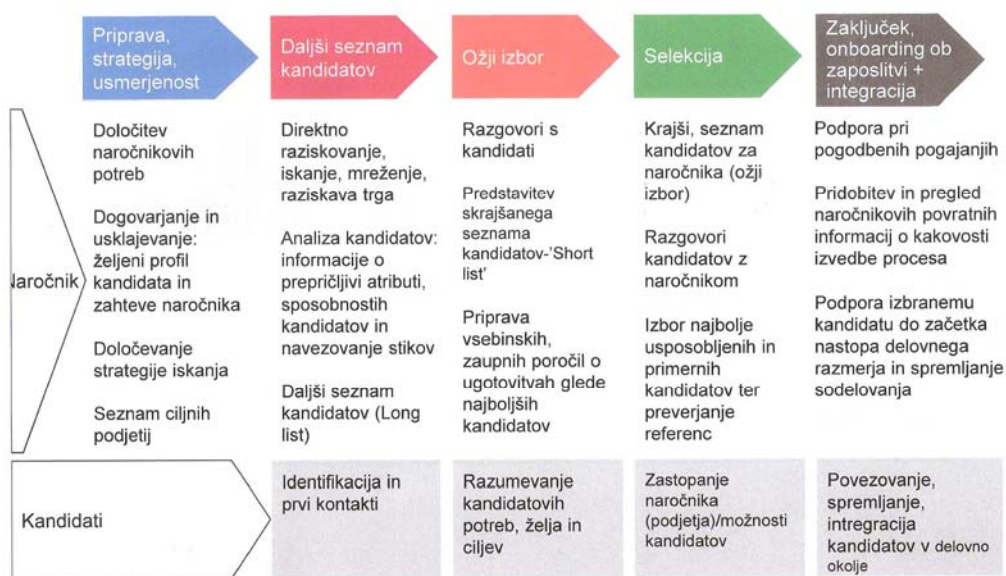 Priprava,
strategija,
usmerjenost
Daljši seznam
kandidatov
Ožji izbor
Selekcija
Zaključek,
onboarding ob
zaposlitvi +
integracija
Naročnik
Določitev
naročnikovih
potreb
Dogovarjanje in
usklajevanje:
željeni profil
kandidata in
zahteve naročnika
Določevanje
strategije iskanja
Seznam ciljnih
podjetij
Direktno
raziskovanje,
iskanje, mreženje,
raziskava trga
Analiza kandidatov:
informacije o
prepričljivi atributi,
sposobnostih
kandidatov in
navezovanje stikov
Daljši seznam
kandidatov (Long
list)
Razgovori s
kandidati
Predstavitev
skrajšanega
seznama
kandidatov-'Short
list'
Priprava
vsebinskih,
zaupnih poročil o
ugotovitvah glede
najboljših
kandidatov
Krajši, seznam
kandidatov za
naročnika (ožji
izbor)
Razgovori
kandidatov z
naročnikom
Izbor najbolje
usposobljenih in
primernih
kandidatov ter
preverjanje
referenc
Podpora pri
pogodbenih pogajanjih
Pridobitev in pregled
naročnikovih povratnih
informacij o kakovosti
izvedbe procesa
Podpora izbranemu
kandidatu do začetka
nastopa delovnega
razmerja in spremljanje
sodelovanja
Kandidati
Identifikacija in
prvi kontakti
Razumevanje
kandidatovih
potreb, želja in
ciljev
Zastopanje
naročnika
(podjetja)/možnosti
kandidatov
Povezovanje,
spremljanje,
intregracija
kandidatov v delovno
okolje